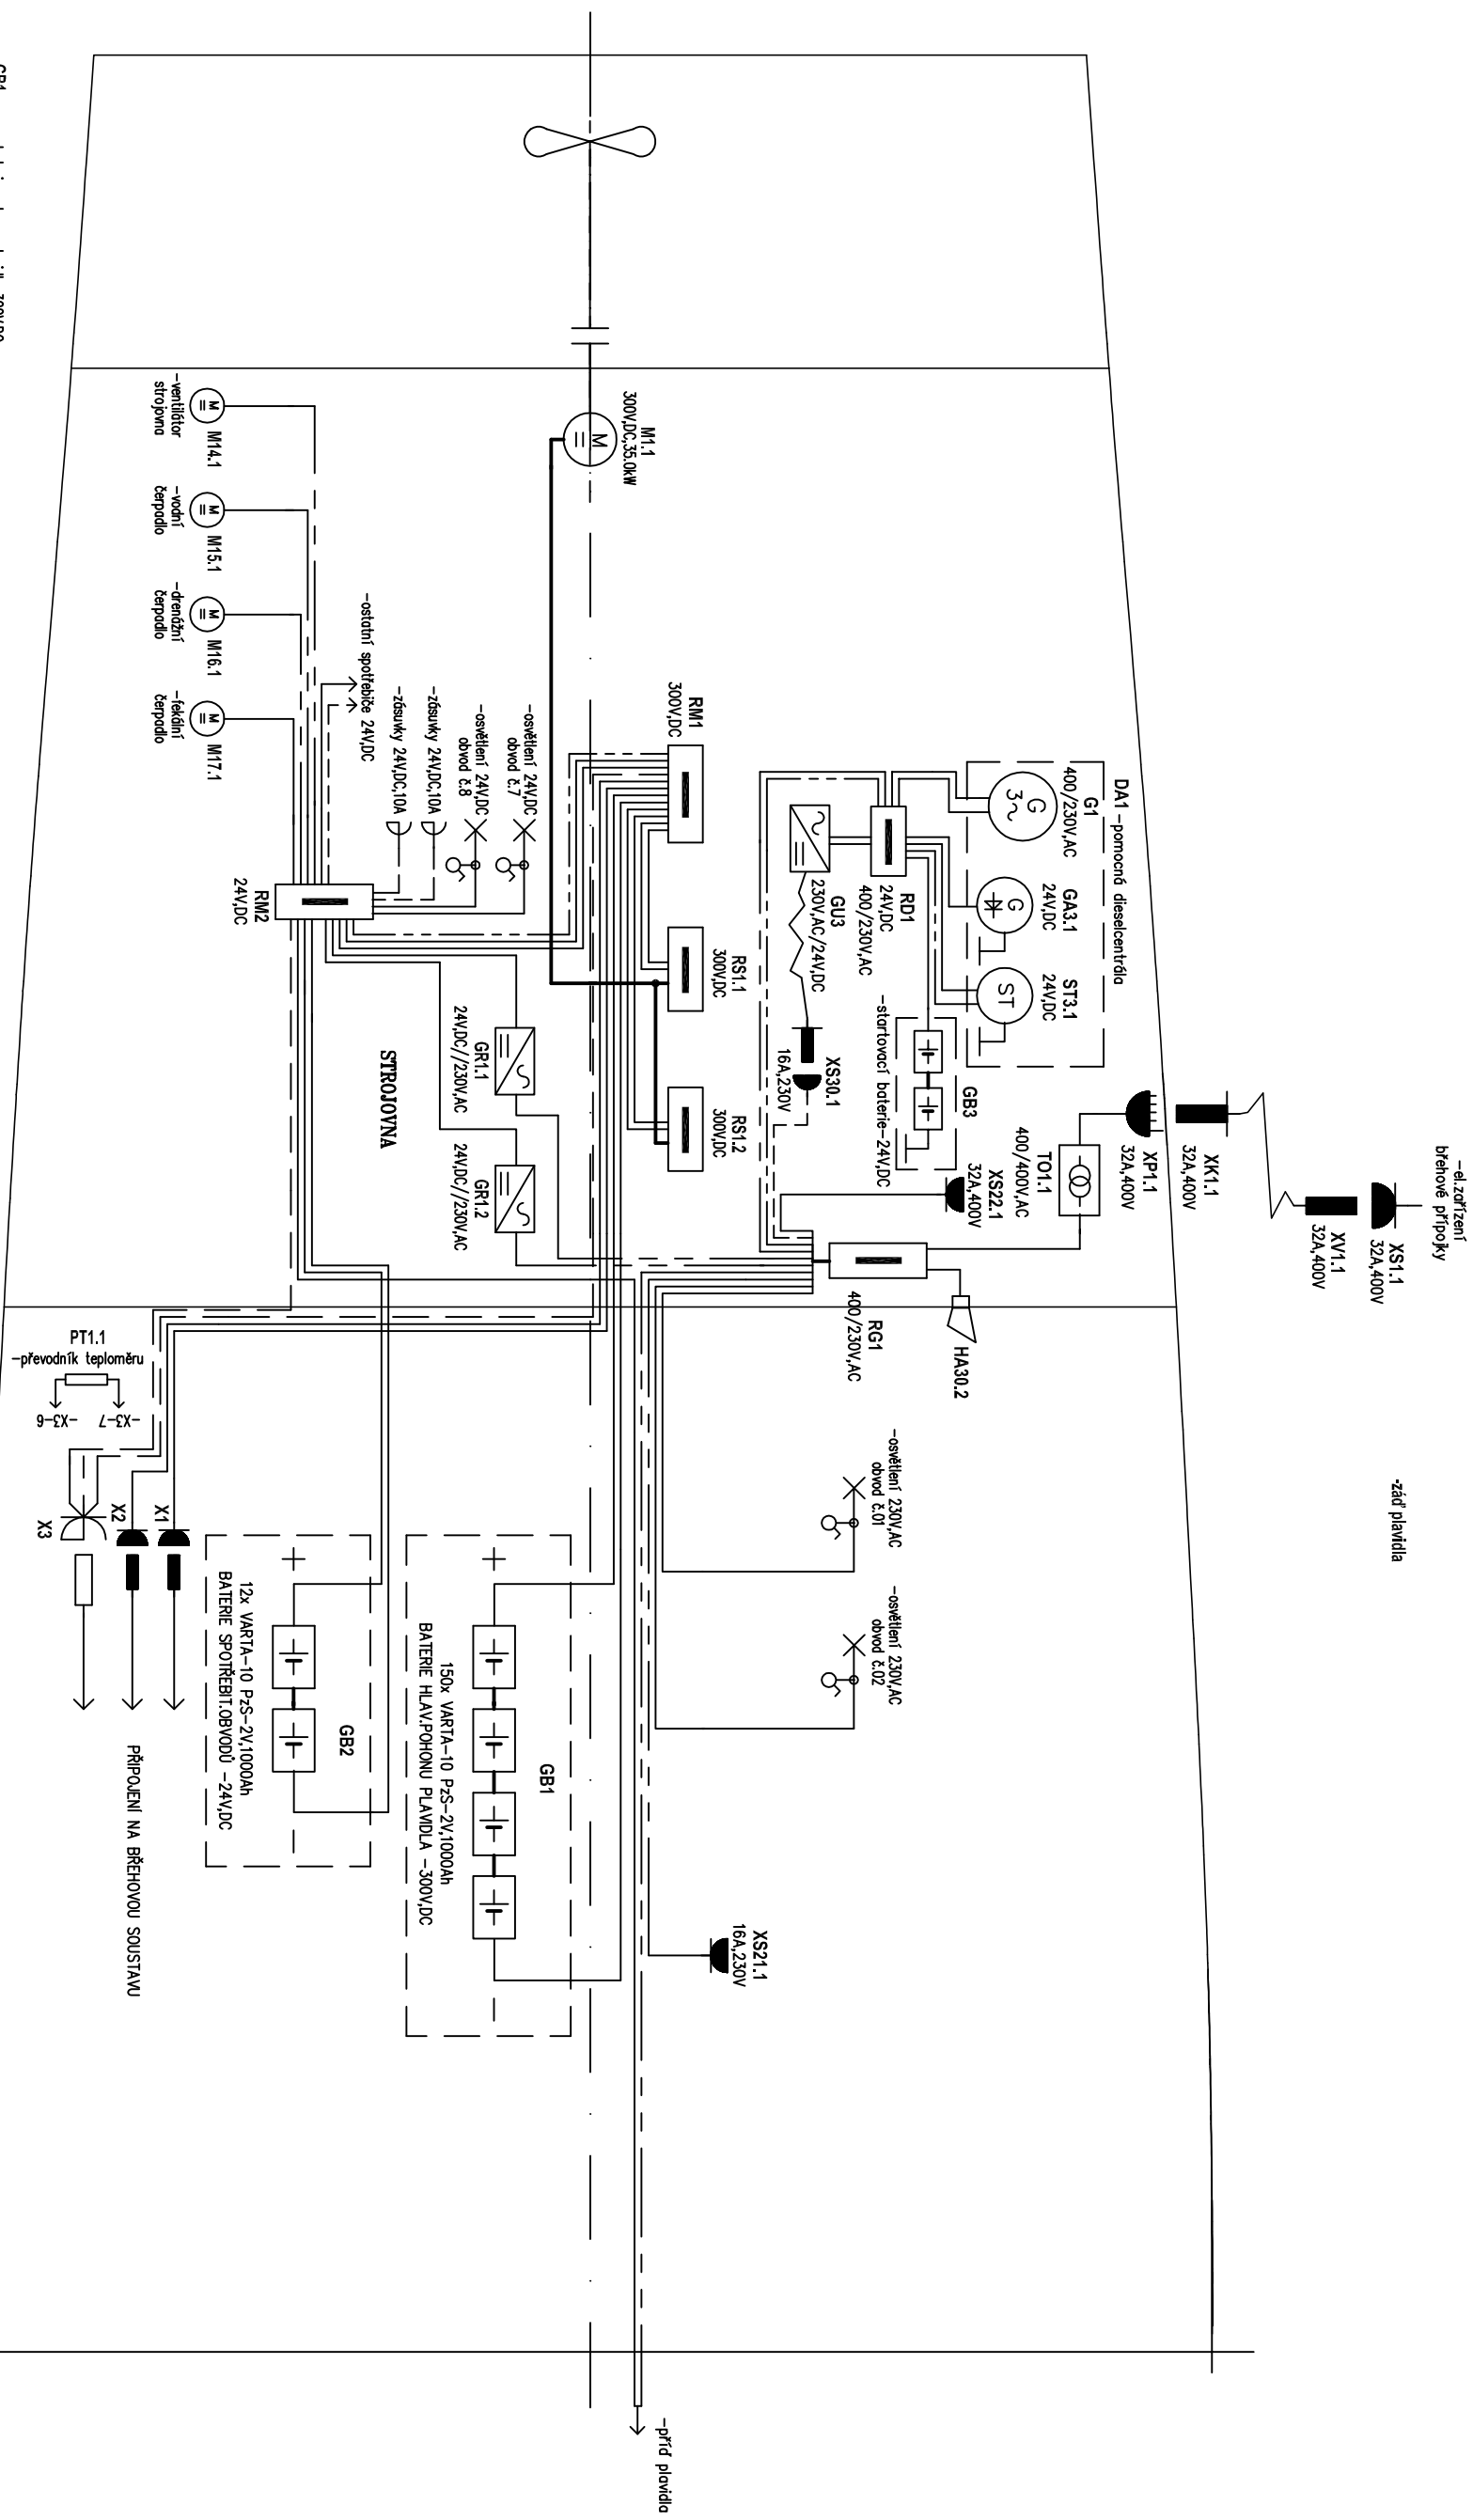 -el.zařízení
břehové přípojky
XS1.1
32A,400V
XV1.1
32A,400V
XK1.1
32A,400V
XP1.1
32A,400V
TO1.1
400/400V,AC
-záď plavidla
DA1 -pomocná dieselcentrála
G1
400/230V,AC
G
3~
GA3.1
24V,DC
G
ST3.1
24V,DC
ST
RD1
24V,DC
400/230V,AC
GU3
230V,AC/24V,DC
GB3
-startovací baterie-24V,DC
XS30.1
16A,230V
XS22.1
32A,400V
RG1
400/230V,AC
HA30.2
-osvětlení 230V,AC
obvod č.01
-osvětlení 230V,AC
obvod č.02
XS21.1
16A,230V
RM1
300V,DC
RS1.1
300V,DC
RS1.2
300V,DC
M1.1
300V,DC,35.0kW
M
-příď plavidla
-osvětlení 24V,DC
obvod č.7
-osvětlení 24V,DC
obvod č.8
-zásuvky 24V,DC,10A
-zásuvky 24V,DC,10A
-ostatní spotřebiče 24V,DC
GR1.1
24V,DC//230V,AC
GR1.2
24V,DC//230V,AC
STROJOVNA
RM2
24V,DC
M
M14.1
-ventilátor
strojovna
M
M15.1
-vodní
čerpadlo
M
M16.1
-drenážní
čerpadlo
M
M17.1
-fekální
čerpadlo
GB1
150x VARTA-10 PzS-2V,1000Ah
BATERIE HLAV.POHONU PLAVIDLA -300V,DC
GB2
12x VARTA-10 PzS-2V,1000Ah
BATERIE SPOTŘEBIT.OBVODŮ -24V,DC
X1
X2
X3
PŘIPOJENÍ NA BŘEHOVOU SOUSTAVU
PT1.1
-převodník teploměru
-X3-6
-X3-7